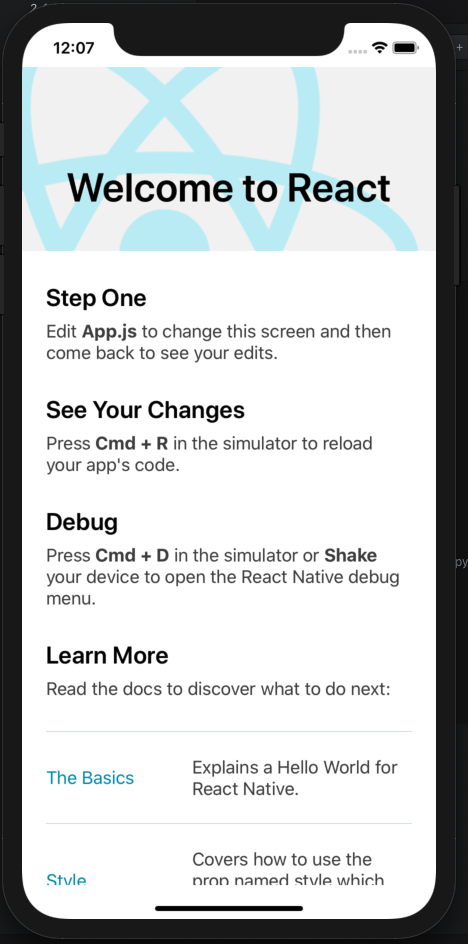 12:07
Welcome to React
Step One
Edit App.js to change this screen and then
come back to see your edits.
See Your Changes
Press Cmd + R in the simulator to reload
your app's code.
Debug
Press Cmd + D in the simulator or Shake
your device to open the React Native debug
menu.
Learn More
Read the docs to discover what to do next:
The Basics
Explains a Hello World for
React Native.
Style
Covers how to use the
prop named style which